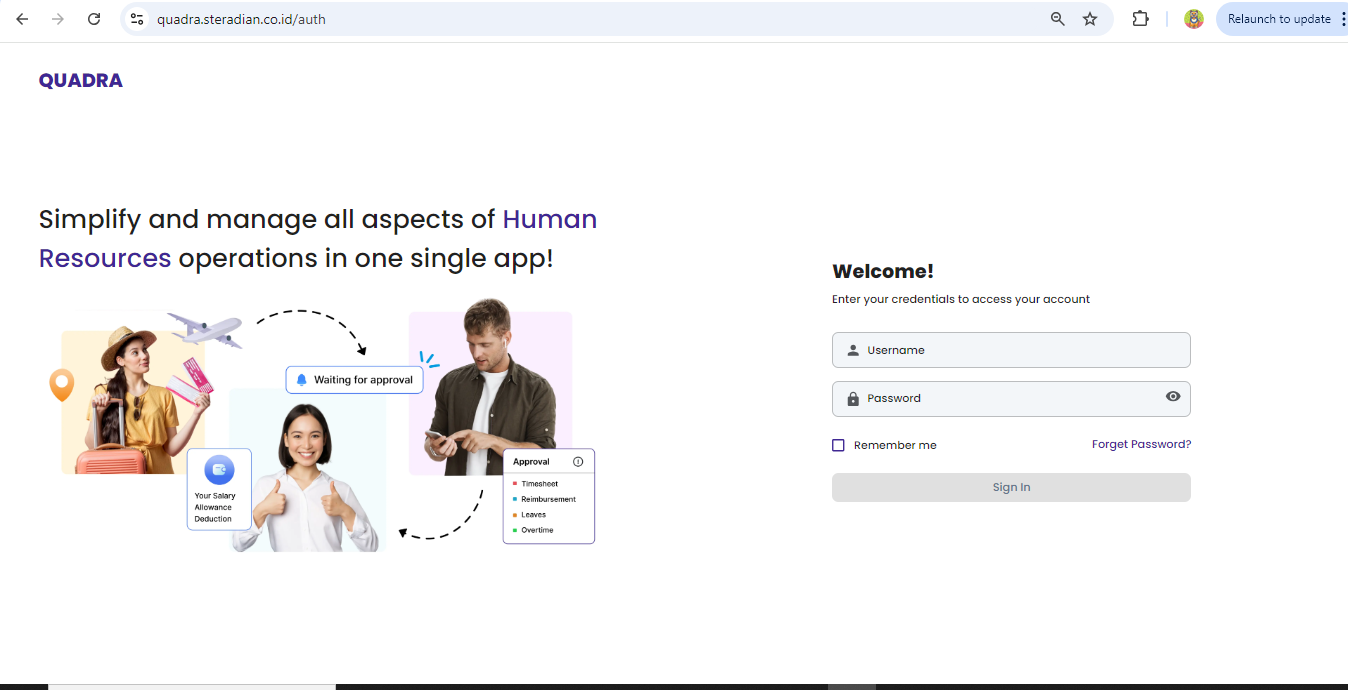 quadra.steradian.co.id/auth
Relaunch to update
QUADRA
Simplify and manage all aspects of Human
Resources operations in one single app!
Waiting for approval
Your Salary
Allowance
Deduction
Approval
Timesheet
Reimbursement
Leaves
Overtime
Welcome!
Enter your credentials to access your account
Username
Password
Remember me
Forget Password?
Sign In